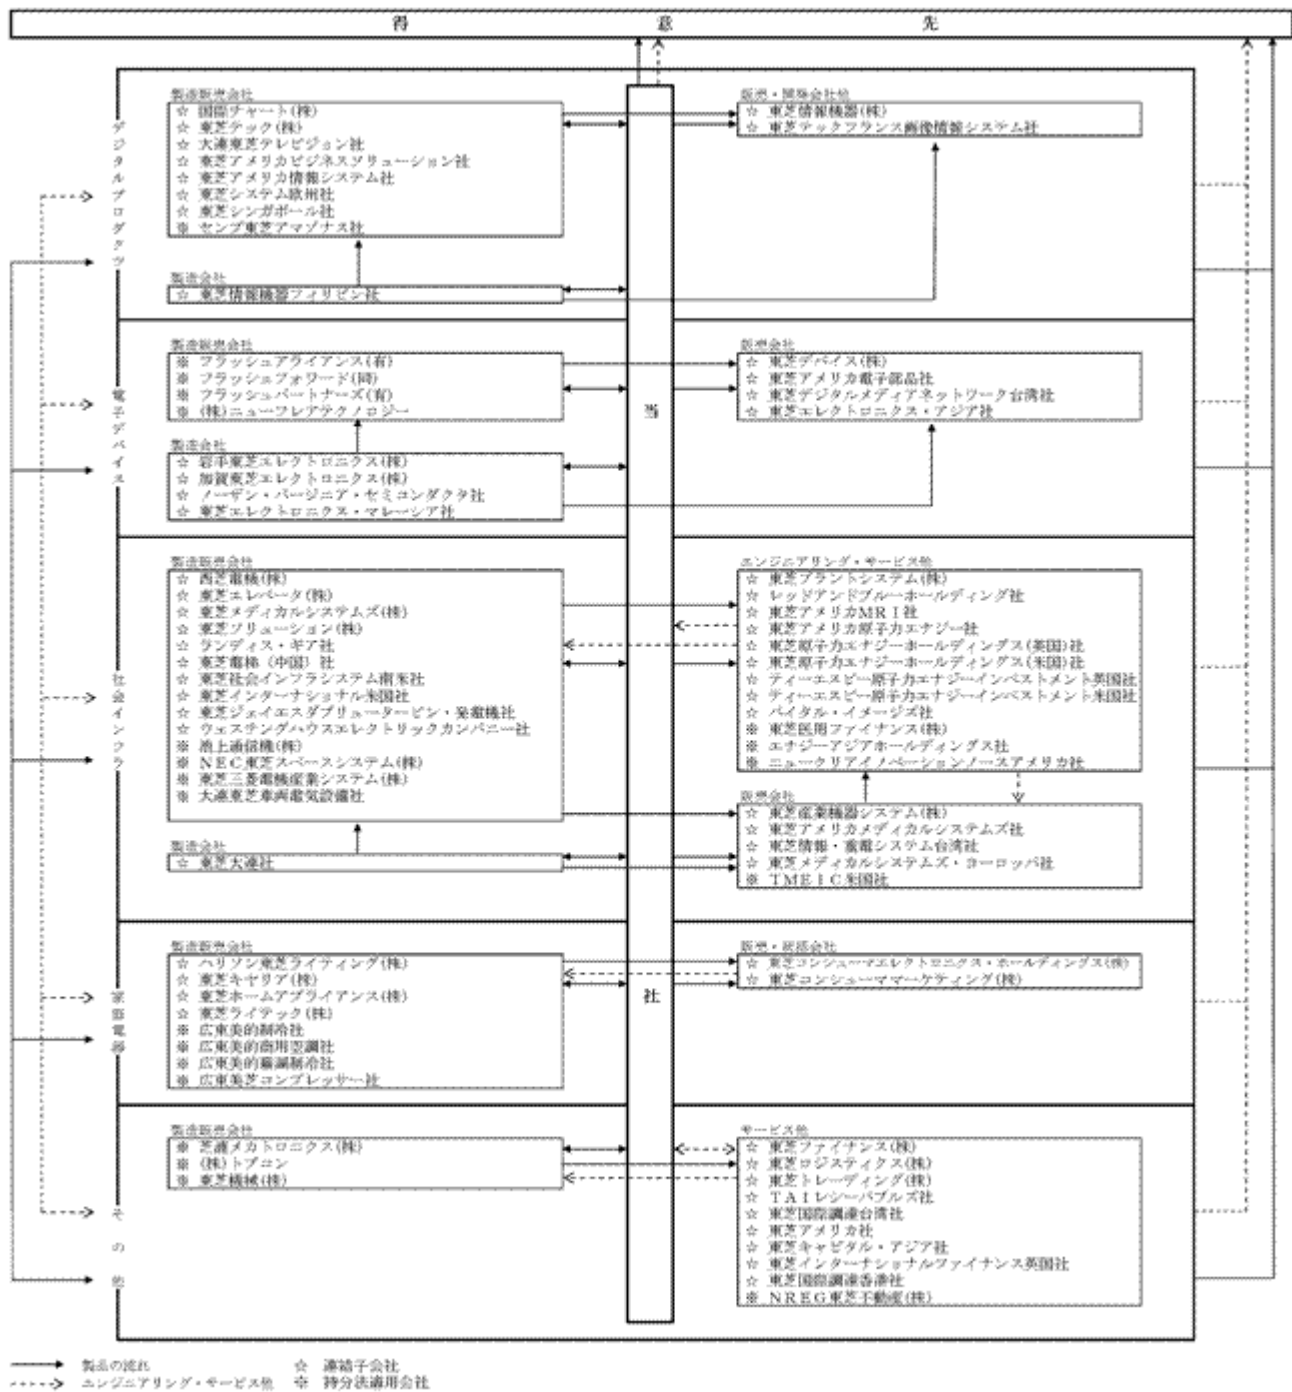 得意先
デジタルプロダクツ
製造販売会社
☆ 国際チャート(株)
☆ 東芝テック(株)
☆ 大連東芝テレビジョン社
☆ 東芝アメリカビジネスソリューション社
☆ 東芝アメリカ情報システム社
☆ 東芝システム欧州社
☆ 東芝シンガポール社
※ センプ東芝アマゾナス社
製造会社
☆ 東芝情報機器フィリピン社
販売・開発会社他
☆ 東芝情報機器(株)
☆ 東芝テックフランス画像情報システム社
電子デバイス
製造販売会社
※ フラッシュアライアンス(有)
※ フラッシュフォワード(同)
※ フラッシュパートナーズ(有)
※ (株)ニューフレアテクノロジー
製造会社
☆ 岩手東芝エレクトロニクス(株)
☆ 加賀東芝エレクトロニクス(株)
☆ ノーザン・バージニア・セミコンダクタ社
☆ 東芝エレクトロニクス・マレーシア社
販売会社
☆ 東芝デバイス(株)
☆ 東芝アメリカ電子部品社
☆ 東芝デジタルメディアネットワーク台湾社
☆ 東芝エレクトロニクス・アジア社
当社
社会インフラ
製造販売会社
☆ 西芝電機(株)
☆ 東芝エレベータ(株)
☆ 東芝メディカルシステムズ(株)
☆ 東芝ソリューション(株)
☆ ランディス・ギア社
☆ 東芝電梯（中国）社
☆ 東芝社会インフラシステム南米社
☆ 東芝インターナショナル米国社
☆ 東芝ジェイエスダブリュータービン・発電機社
☆ ウェスチングハウスエレクトリックカンパニー社
※ 池上通信機(株)
※ ＮＥＣ東芝スペースシステム(株)
※ 東芝三菱電機産業システム(株)
※ 大連東芝車両電気設備社
製造会社
☆ 東芝大連社
エンジニアリング・サービス他
☆ 東芝プラントシステム(株)
☆ レッドアンドブルーホールディング社
☆ 東芝アメリカＭＲＩ社
☆ 東芝アメリカ原子力エナジー社
☆ 東芝原子力エナジーホールディングス(英国)社
☆ 東芝原子力エナジーホールディングス(米国)社
☆ ティーエスビー原子力エナジーインベストメント英国社
☆ ティーエスビー原子力エナジーインベストメント米国社
☆ バイタル・イメージズ社
※ 東芝医用ファイナンス(株)
※ エナジーアジアホールディングス社
※ ニュークリアイノベーションノースアメリカ社
販売会社
☆ 東芝産業機器システム(株)
☆ 東芝アメリカメディカルシステムズ社
☆ 東芝情報・重電システム台湾社
☆ 東芝メディカルシステムズ・ヨーロッパ社
※ ＴＭＥＩＣ米国社
家庭電器
製造販売会社
☆ ハリソン東芝ライティング(株)
☆ 東芝キヤリア(株)
☆ 東芝ホームアプライアンス(株)
☆ 東芝ライテック(株)
※ 広東美的制冷社
※ 広東美的商用空調社
※ 広東美的集団制冷社
※ 広東美芝コンプレッサー社
販売・統括会社
☆ 東芝コンシューマエレクトロニクス・ホールディングス(株)
☆ 東芝コンシューママーケティング(株)
その他
製造販売会社
※ 芝浦メカトロニクス(株)
※ (株)トプコン
※ 東芝機械(株)
サービス他
☆ 東芝ファイナンス(株)
☆ 東芝ロジスティクス(株)
☆ 東芝トレーディング(株)
☆ ＴＡＩレシーバブルズ社
☆ 東芝国際調達台湾社
☆ 東芝アメリカ社
☆ 東芝キャピタル・アジア社
☆ 東芝インターナショナルファイナンス英国社
☆ 東芝国際調達香港社
※ ＮＲＥＧ東芝不動産(株)
製品の流れ ☆ 連結子会社
エンジニアリング・サービス他 ※ 持分法適用会社